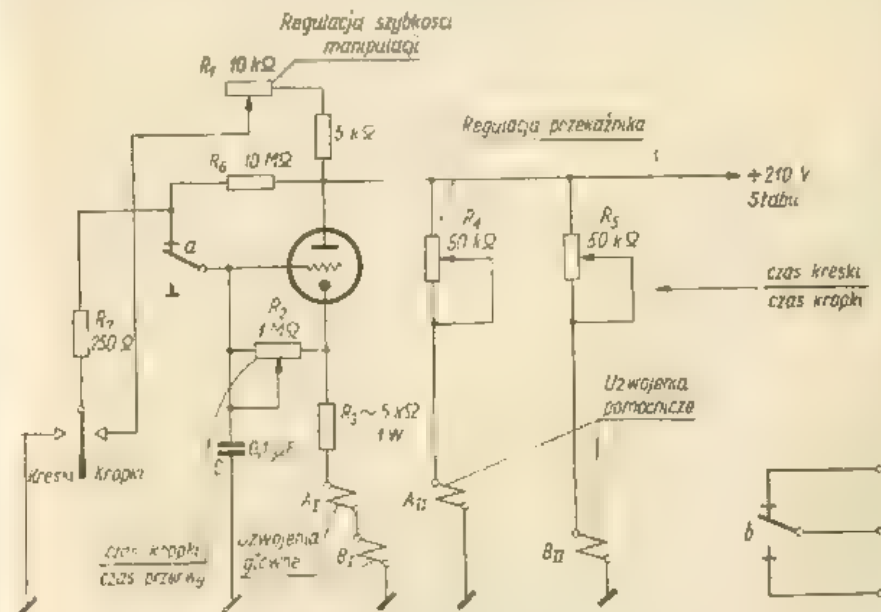 Regulacja szybkości
manipulacji
R1 10 kΩ
5 kΩ
R6 10 MΩ
Regulacja przekaźnika
+210 V
Stabil
a
R4
50 kΩ
R5
50 kΩ
czas kreski
czas kropki
R2
1 MΩ
R7
250 Ω
Uzwojenia
pomocnicze
R3 ~ 5 kΩ
1 W
0,1 μF
Kreski Kropki
AI
AII
b
czas kropki
czas przerwy
Uzwojenia
główne
BI
BII